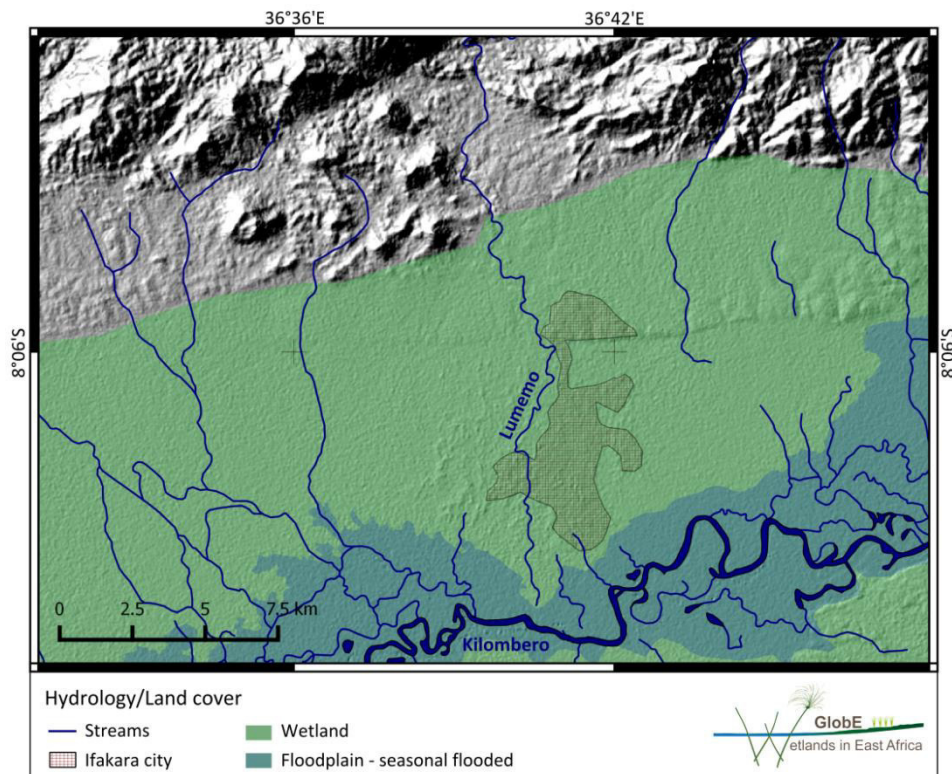 36°36'E
36°42'E
8°06'S
8°06'S
Lumemo
0 2.5 5 7.5 km
Kilombero
Hydrology/Land cover
Streams
Wetland
Ifakara city
Floodplain - seasonal flooded
GlobE
Wetlands in East Africa